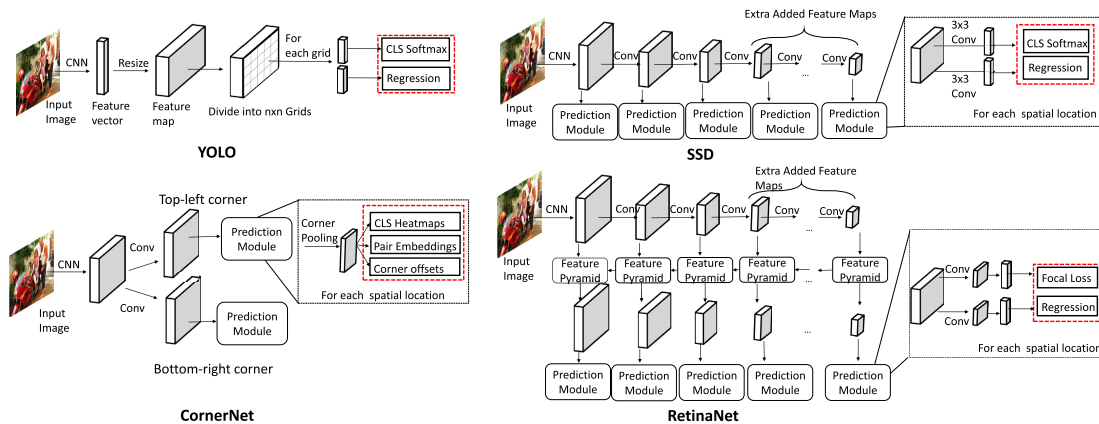 For
each grid
CNN
Resize
CLS Softmax
Regression
Input
Image
Feature
vector
Feature
map
Divide into nxn Grids
YOLO
Extra Added Feature Maps
CNN
Conv
Conv
Conv
Conv
...
...
Input
Image
Prediction
Module
Prediction
Module
Prediction
Module
Prediction
Module
Prediction
Module
3x3
Conv
3x3
Conv
CLS Softmax
Regression
For each spatial location
SSD
Top-left corner
CNN
Conv
Conv
Input
Image
Prediction
Module
Prediction
Module
Corner
Pooling
CLS Heatmaps
Pair Embeddings
Corner offsets
For each spatial location
Bottom-right corner
CornerNet
Extra Added Feature
Maps
CNN
Conv
Conv
Conv
Conv
...
Input
Image
Feature
Pyramid
Feature
Pyramid
Feature
Pyramid
Feature
Pyramid
...
Feature
Pyramid
...
Prediction
Module
Prediction
Module
Prediction
Module
Prediction
Module
Prediction
Module
Conv
Conv
Focal Loss
Regression
For each spatial location
RetinaNet